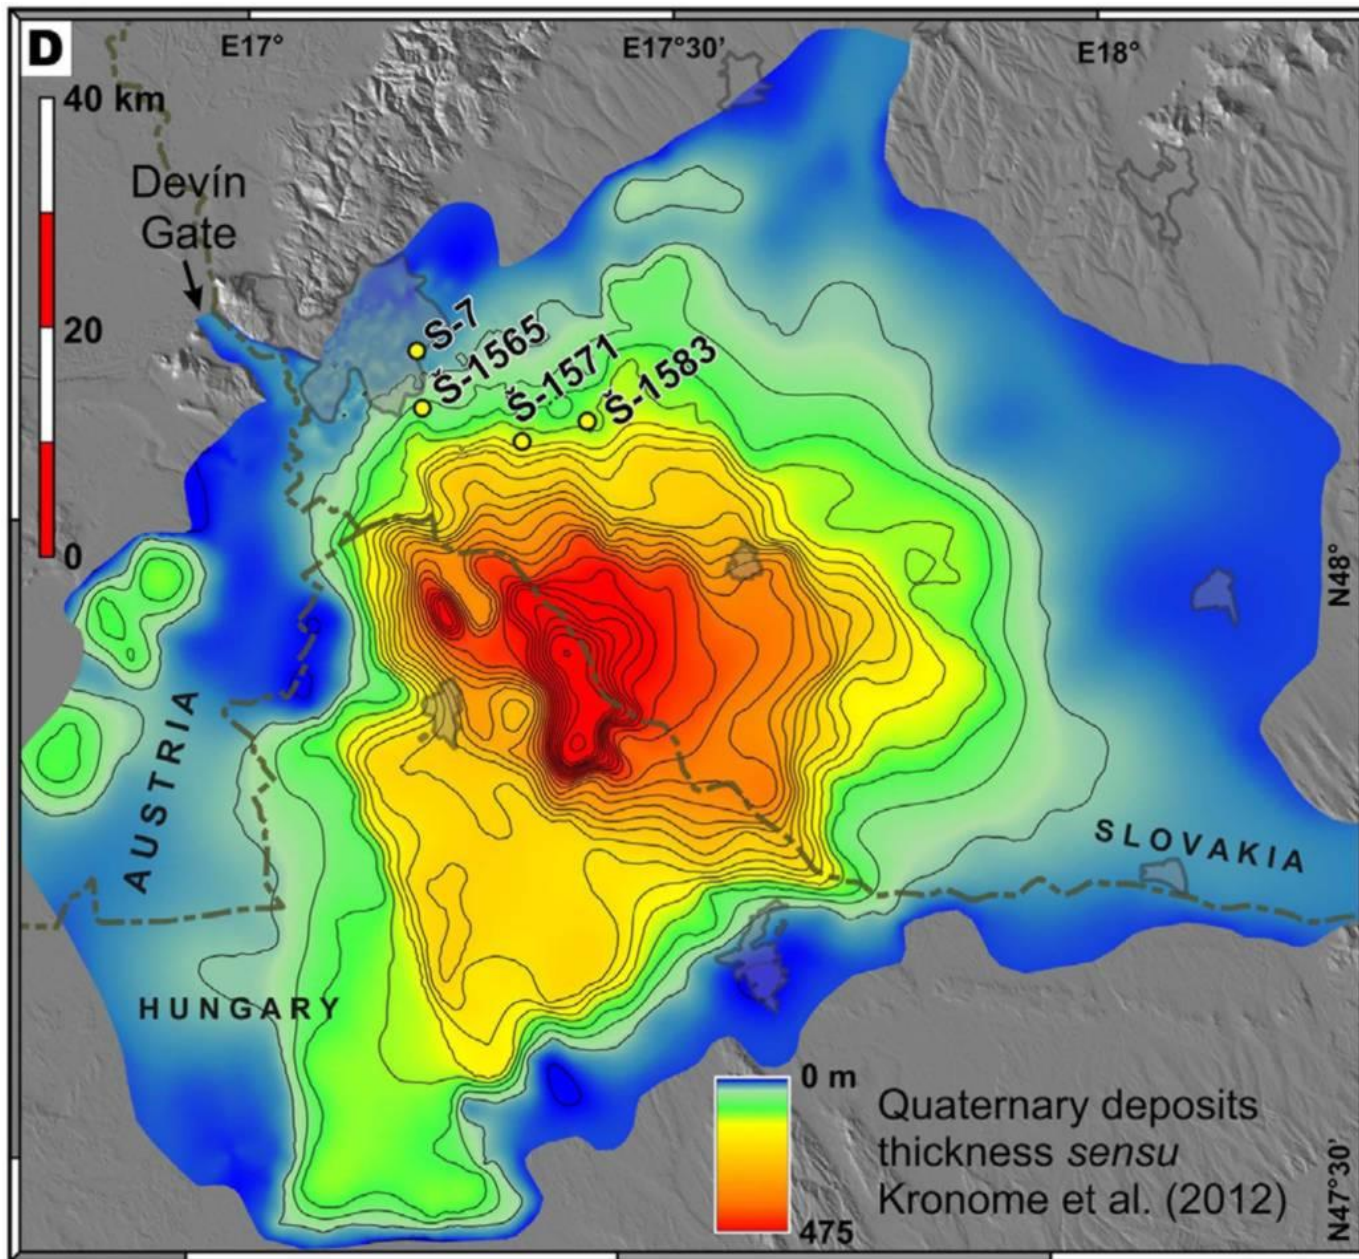 D
E17°
E17°30'
E18°
40 km
Devín
Gate
20
0
S-7
Š-1565
Š-1571
Š-1583
N48°
AUSTRIA
SLOVAKIA
HUNGARY
0 m
475
Quaternary deposits
thickness sensu
Kronome et al. (2012)
N47°30'